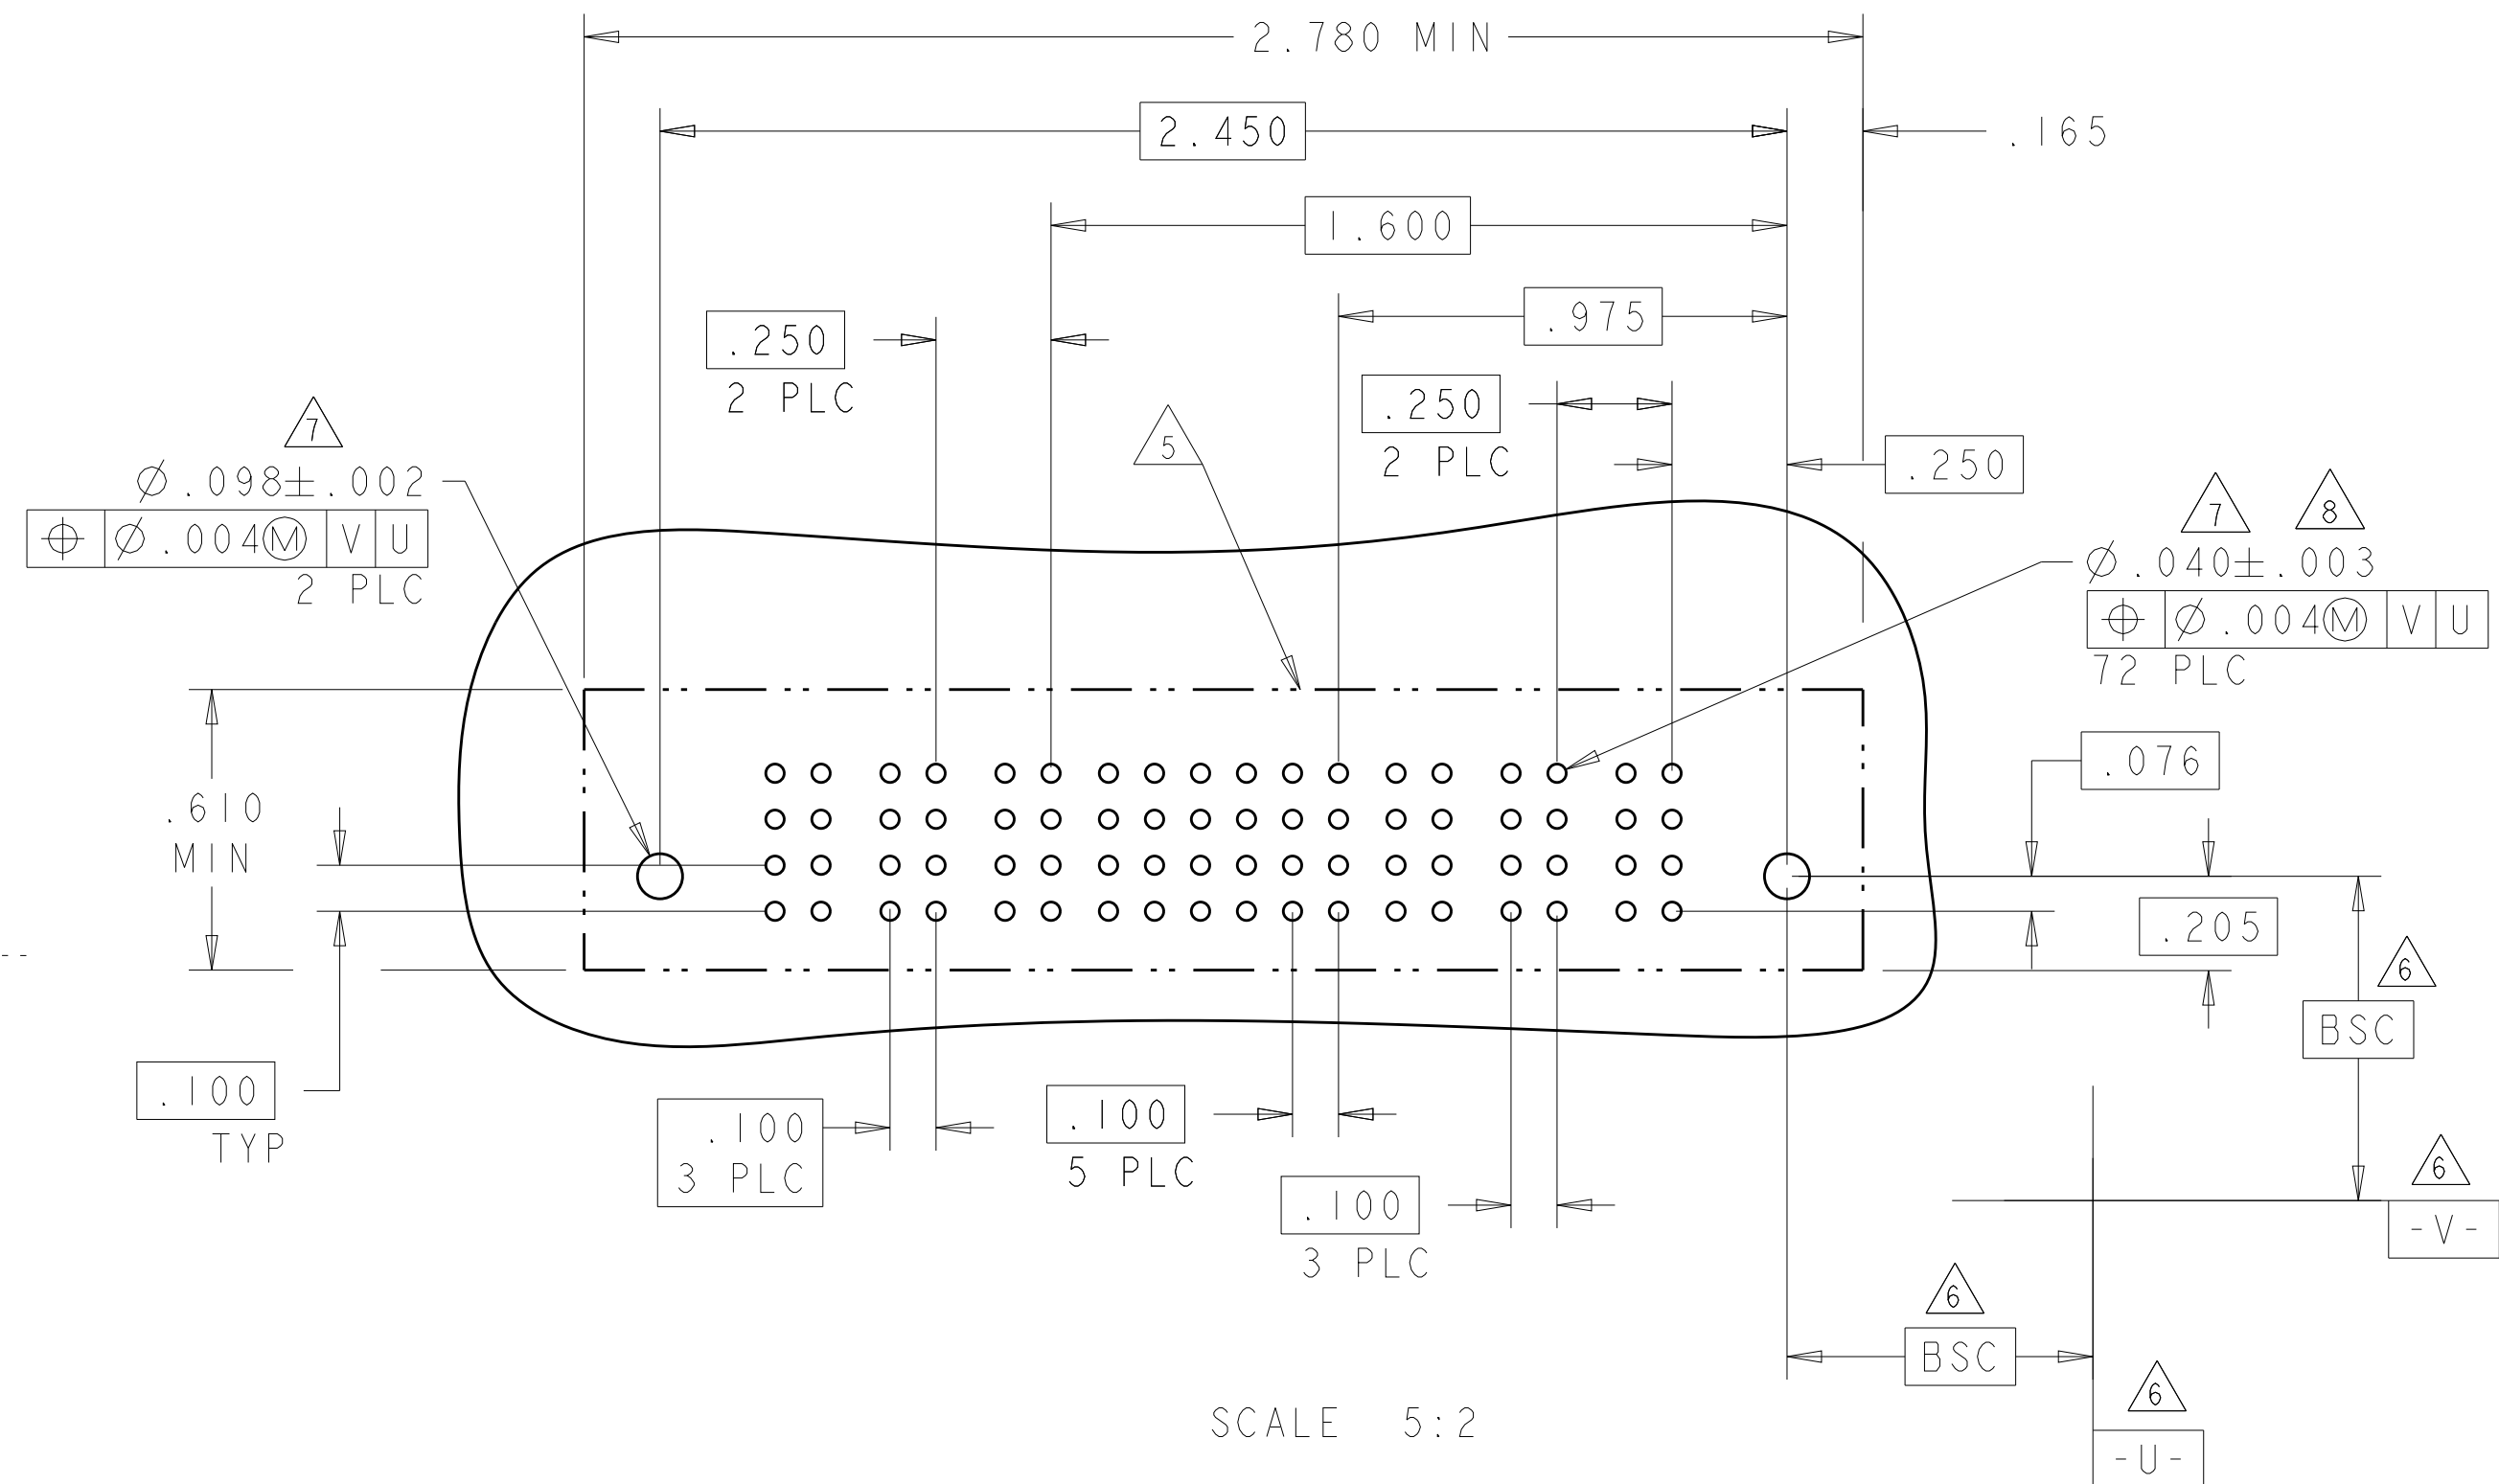 2.780 MIN
2.450
.165
1.600
.975
.250
2 PLC
.250
2 PLC
.250
5
7
Ø.098±.002
⌖ Ø.004Ⓜ V U
2 PLC
7 8
Ø.040±.003
⌖ Ø.004Ⓜ V U
72 PLC
.076
.610
MIN
.205
6
BSC
.100
TYP
.100
3 PLC
.100
5 PLC
.100
3 PLC
6
-V-
6
BSC
6
-U-
SCALE 5:2